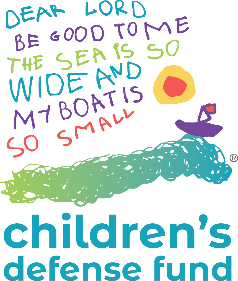 DEAR LORD
BE GOOD TO ME
THE SEA IS SO
WIDE AND
MY BOAT IS
SO SMALL
®
children's
defense fund